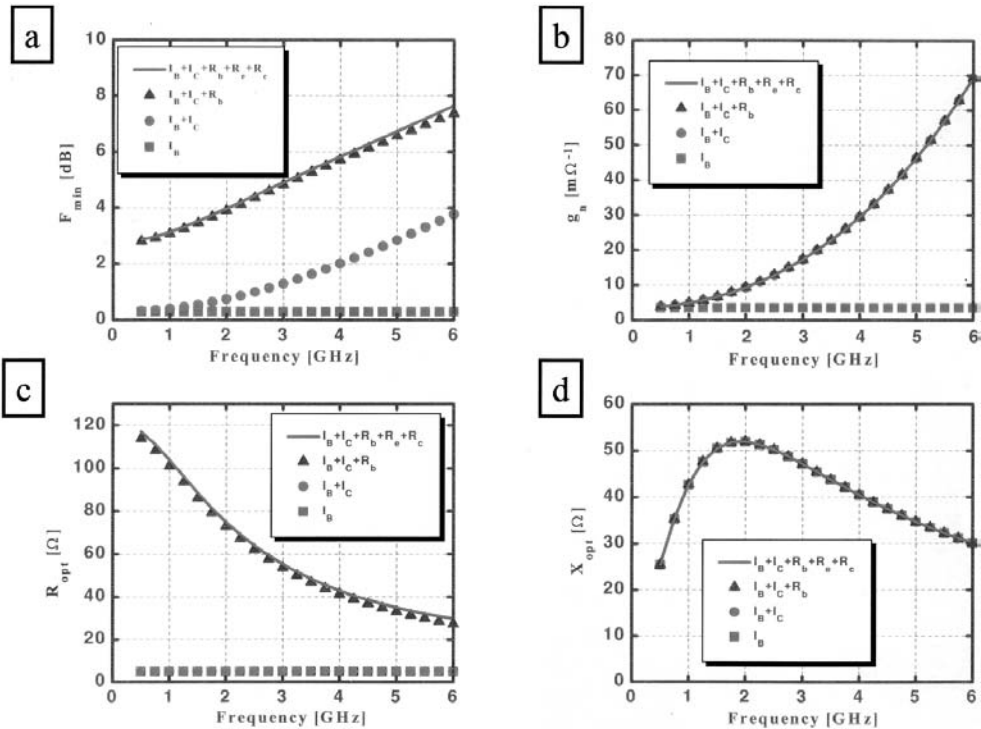 a
10
8
6
4
2
0
F_min [dB]
I_B+I_C+R_b+R_e+R_c
I_B+I_C+R_b
I_B+I_C
I_B
0 1 2 3 4 5 6
Frequency [GHz]
b
80
70
60
50
40
30
20
10
0
g_n [mΩ⁻¹]
I_B+I_C+R_b+R_e+R_c
I_B+I_C+R_b
I_B+I_C
I_B
0 1 2 3 4 5 6
Frequency [GHz]
c
120
100
80
60
40
20
0
R_opt [Ω]
I_B+I_C+R_b+R_e+R_c
I_B+I_C+R_b
I_B+I_C
I_B
0 1 2 3 4 5 6
Frequency [GHz]
d
60
50
40
30
20
10
0
X_opt [Ω]
I_B+I_C+R_b+R_e+R_c
I_B+I_C+R_b
I_B+I_C
I_B
0 1 2 3 4 5 6
Frequency [GHz]